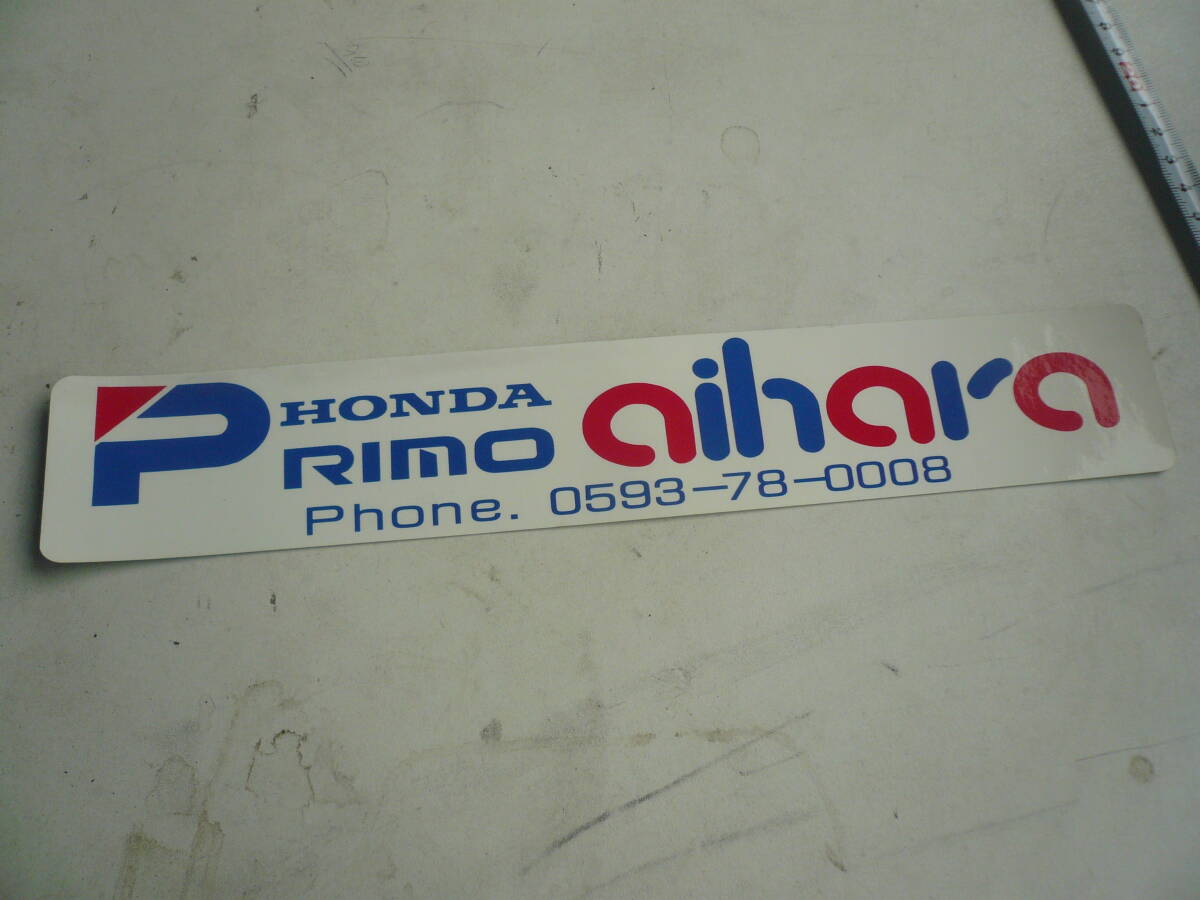 HONDA
PRIMO aihara
Phone. 0593-78-0008